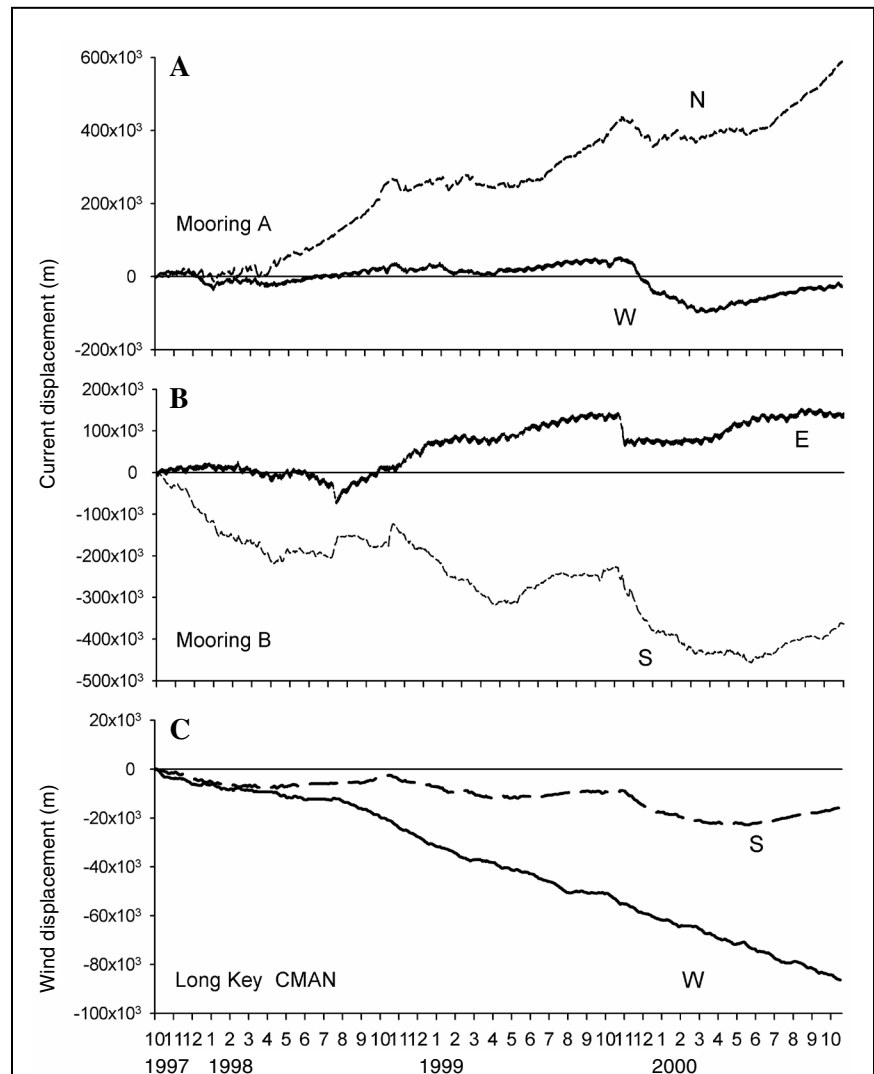 A
600x10³
400x10³
200x10³
0
-200x10³
N
W
Mooring A
Current displacement (m)
B
200x10³
100x10³
0
-100x10³
-200x10³
-300x10³
-400x10³
-500x10³
E
S
Mooring B
C
20x10³
0
-20x10³
-40x10³
-60x10³
-80x10³
-100x10³
S
W
Long Key CMAN
Wind displacement (m)
10 11 12 1 2 3 4 5 6 7 8 9 10 11 12 1 2 3 4 5 6 7 8 9 10 11 12 1 2 3 4 5 6 7 8 9 10
1997 1998 1999 2000